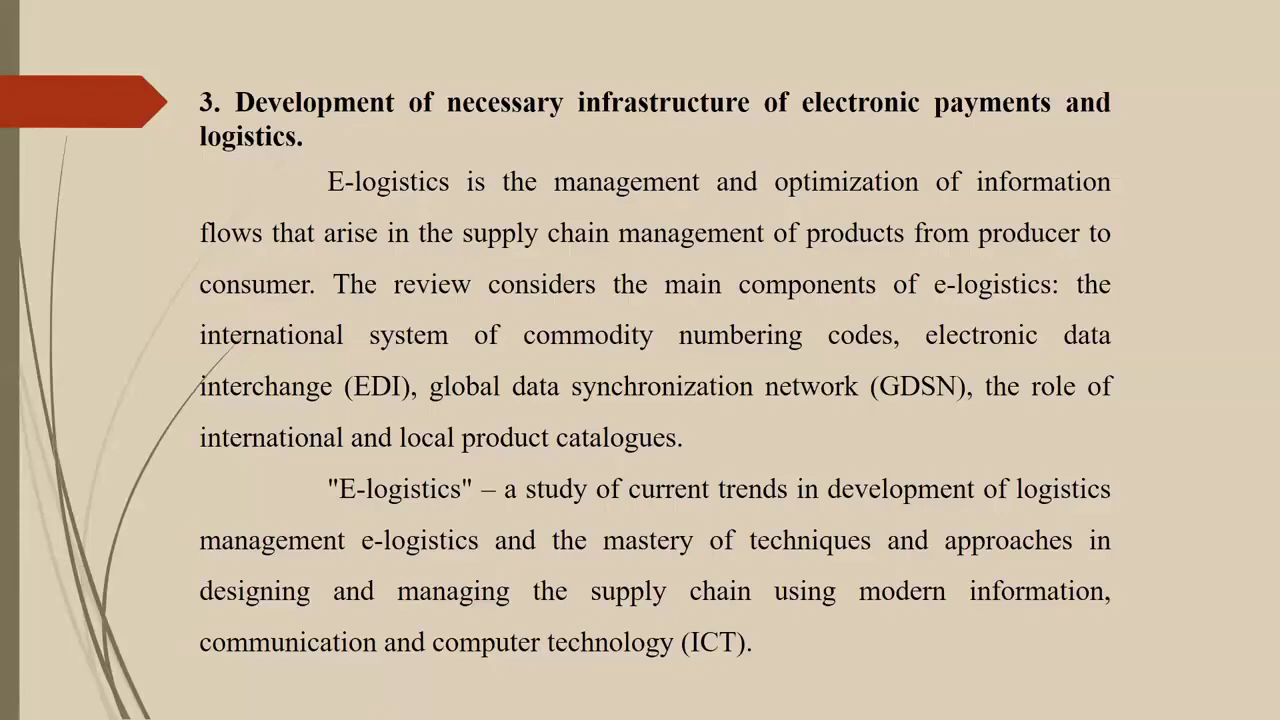 3. Development of necessary infrastructure of electronic payments and
logistics.
E-logistics is the management and optimization of information
flows that arise in the supply chain management of products from producer to
consumer. The review considers the main components of e-logistics: the
international system of commodity numbering codes, electronic data
interchange (EDI), global data synchronization network (GDSN), the role of
international and local product catalogues.
"E-logistics" – a study of current trends in development of logistics
management e-logistics and the mastery of techniques and approaches in
designing and managing the supply chain using modern information,
communication and computer technology (ICT).